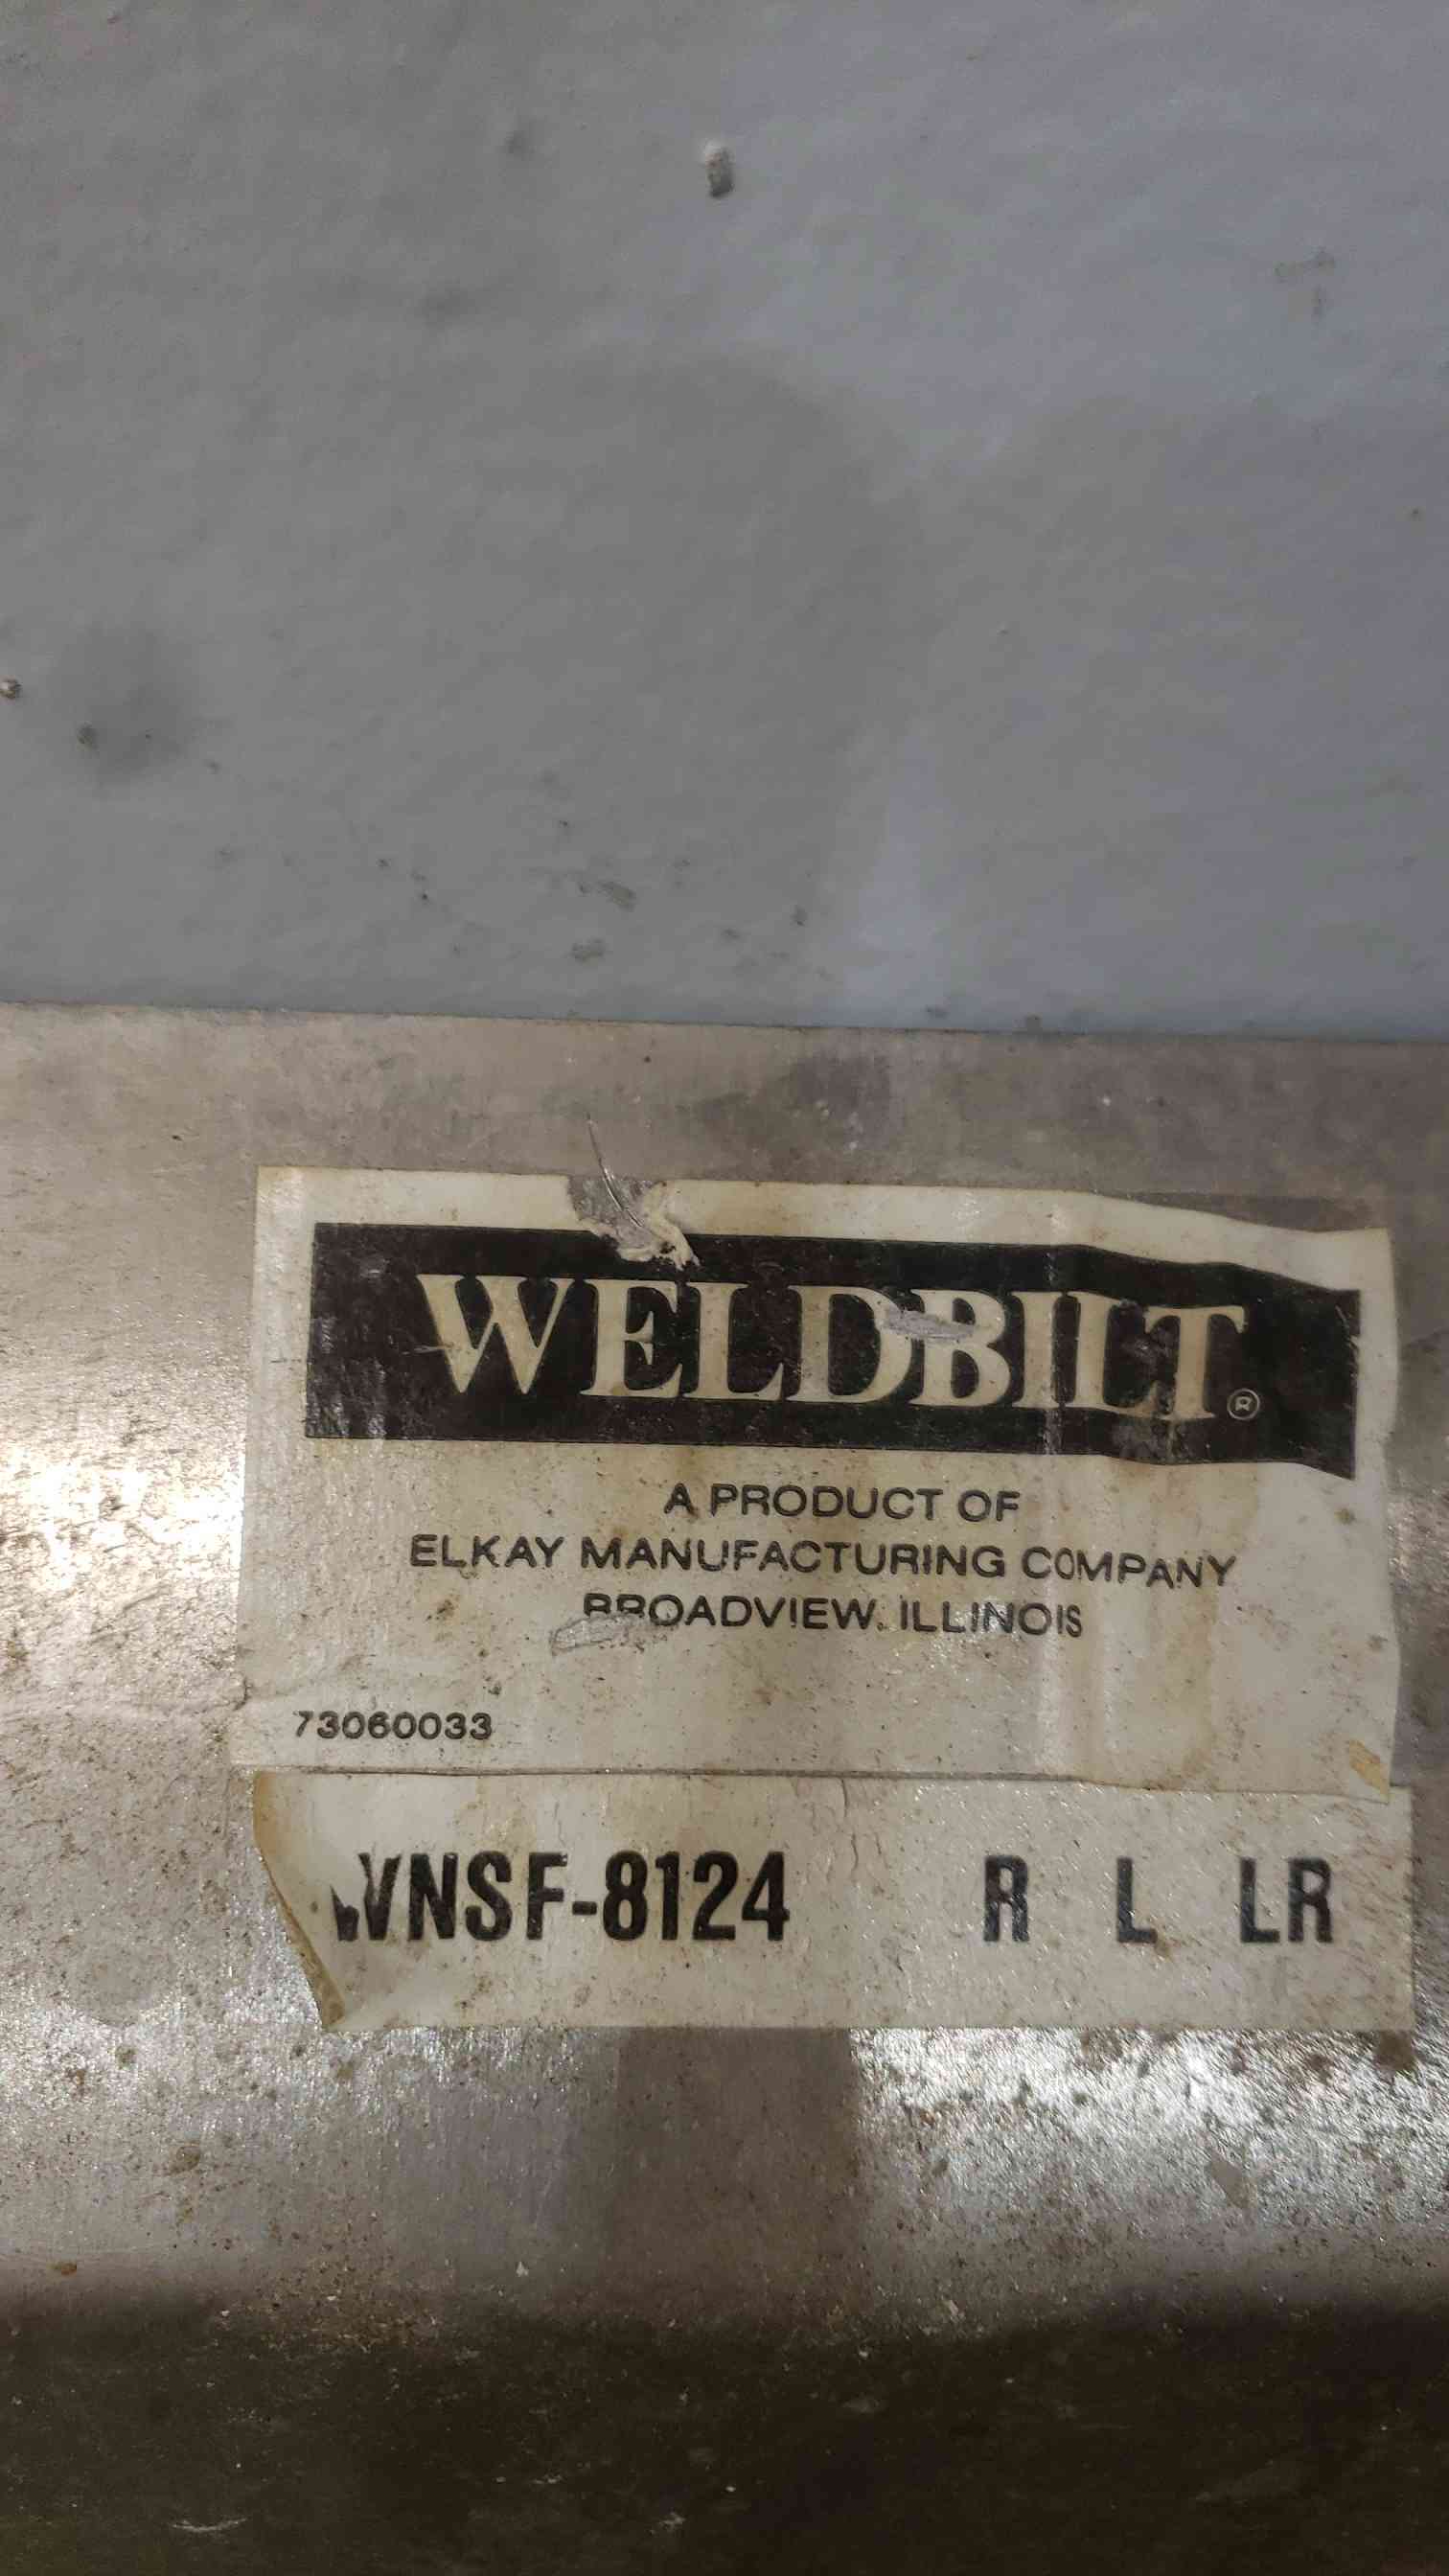 WELDBILT®
A PRODUCT OF
ELKAY MANUFACTURING COMPANY
BROADVIEW, ILLINOIS
73060033
WNSF-8124 R L LR